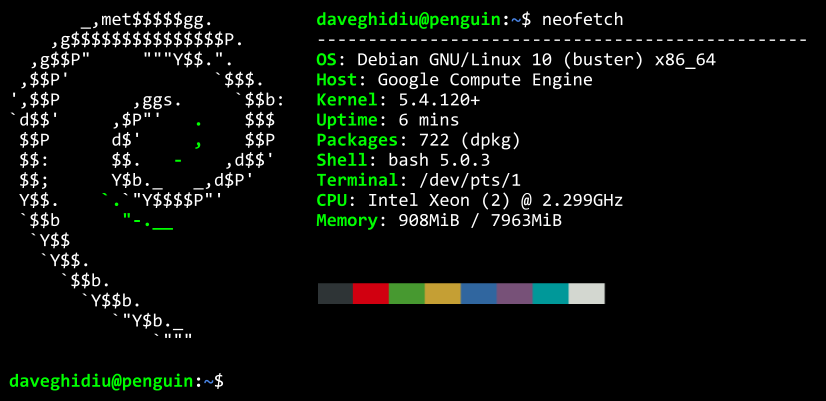 daveghidiu@penguin:~$ neofetch
-----------------------------------------------
OS: Debian GNU/Linux 10 (buster) x86_64
Host: Google Compute Engine
Kernel: 5.4.120+
Uptime: 6 mins
Packages: 722 (dpkg)
Shell: bash 5.0.3
Terminal: /dev/pts/1
CPU: Intel Xeon (2) @ 2.299GHz
Memory: 908MiB / 7963MiB
_,met$$$$$gg.
,g$$$$$$$$$$$$$$$P.
,g$$P"     """Y$$.".
,$$P'              `$$$.
',$$P       ,ggs.     `$$b:
`d$$'     ,$P"'   .    $$$
$$P      d$'     ,    $$P
$$:      $$.   -    ,d$$'
$$;      Y$b._   _,d$P'
Y$$.    `.`"Y$$$$P"'
`$$b      "-.__
`Y$$
`Y$$.
`$$b.
`Y$$b.
`"Y$b._
`"""
daveghidiu@penguin:~$